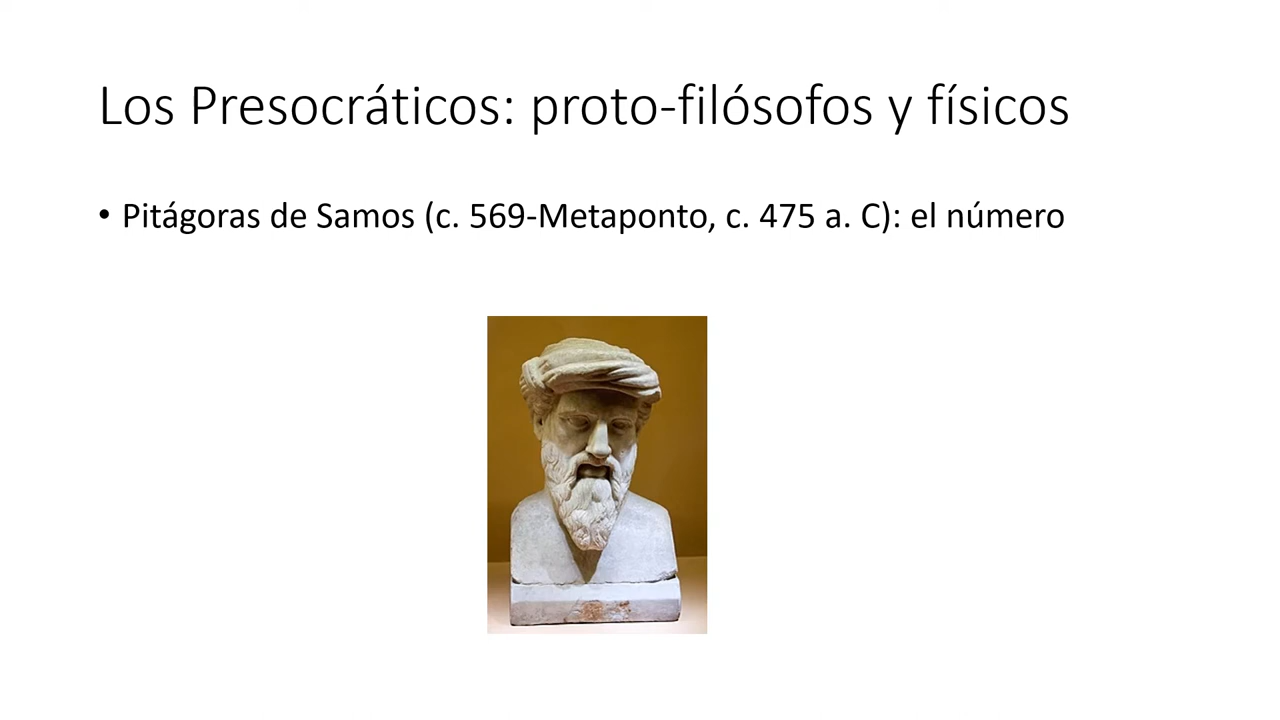 Los Presocráticos: proto-filósofos y físicos
• Pitágoras de Samos (c. 569-Metaponto, c. 475 a. C): el número